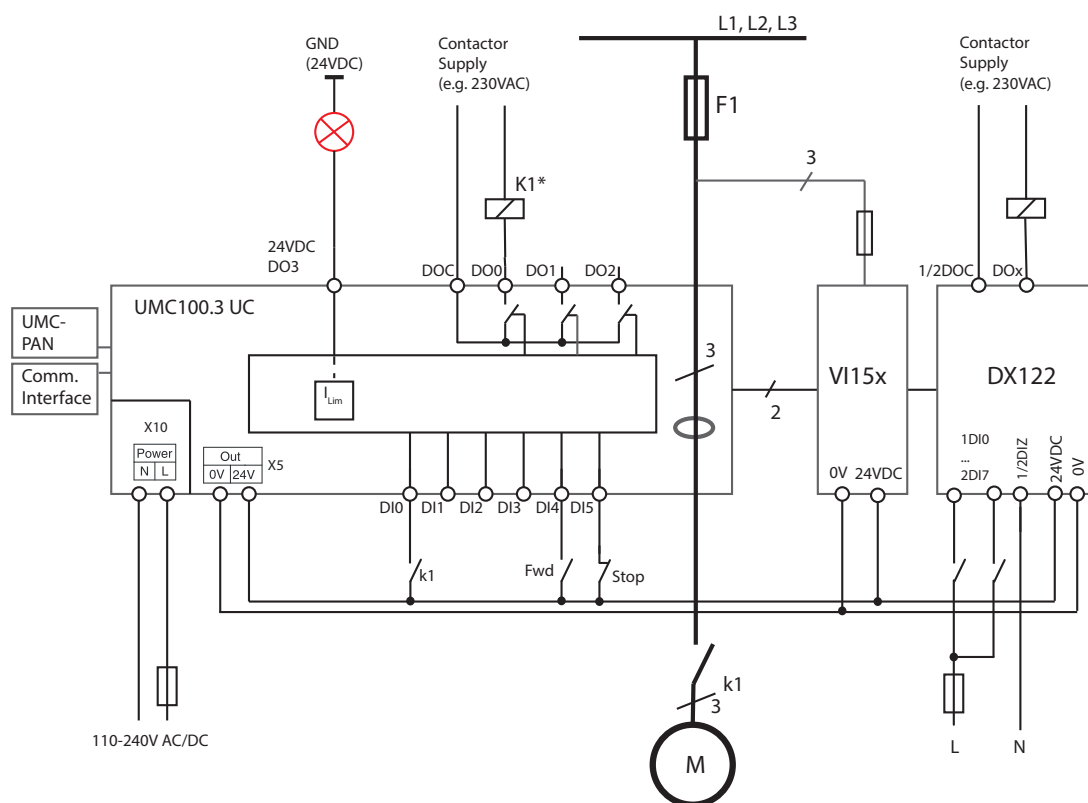 L1, L2, L3
GND
(24VDC)
Contactor
Supply
(e.g. 230VAC)
Contactor
Supply
(e.g. 230VAC)
F1
3
K1*
24VDC
DO3
DOC
DO0
DO1
DO2
1/2DOC
DOx
UMC100.3 UC
UMC-
PAN
Comm.
Interface
3
VI15x
DX122
2
ILim
X10
Power
N
L
Out
0V
24V
X5
0V
24VDC
1DI0
...
2DI7
1/2DIZ
24VDC
0V
DI0
DI1
DI2
DI3
DI4
DI5
k1
Fwd
Stop
k1
3
M
110-240V AC/DC
L
N